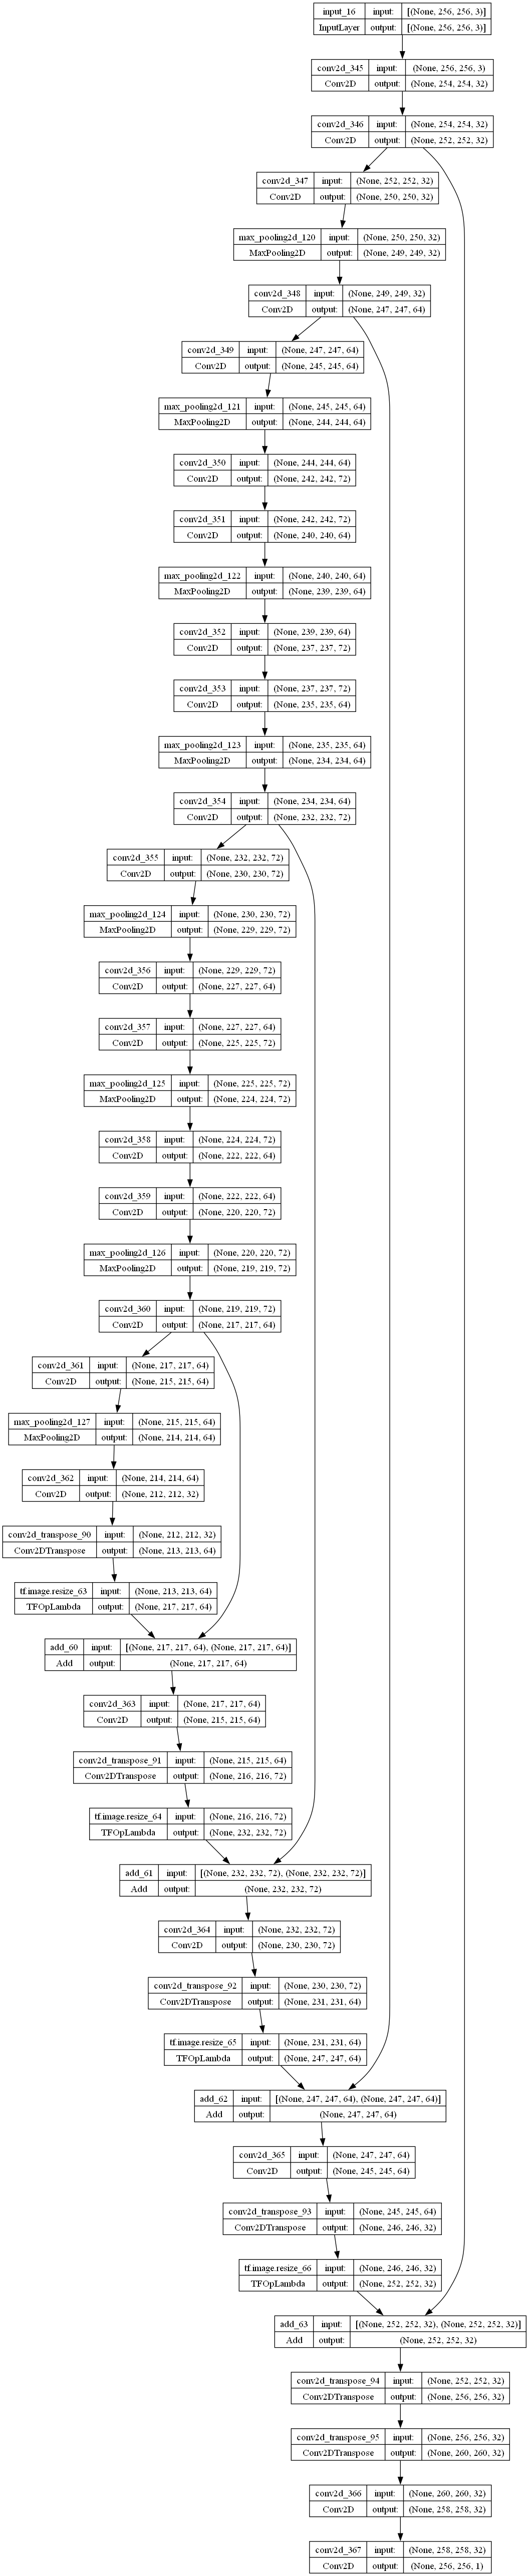 input_16 input: [(None, 256, 256, 3)]
InputLayer output: [(None, 256, 256, 3)]
conv2d_345 input: (None, 256, 256, 3)
Conv2D output: (None, 254, 254, 32)
conv2d_346 input: (None, 254, 254, 32)
Conv2D output: (None, 252, 252, 32)
conv2d_347 input: (None, 252, 252, 32)
Conv2D output: (None, 250, 250, 32)
max_pooling2d_120 input: (None, 250, 250, 32)
MaxPooling2D output: (None, 249, 249, 32)
conv2d_348 input: (None, 249, 249, 32)
Conv2D output: (None, 247, 247, 64)
conv2d_349 input: (None, 247, 247, 64)
Conv2D output: (None, 245, 245, 64)
max_pooling2d_121 input: (None, 245, 245, 64)
MaxPooling2D output: (None, 244, 244, 64)
conv2d_350 input: (None, 244, 244, 64)
Conv2D output: (None, 242, 242, 72)
conv2d_351 input: (None, 242, 242, 72)
Conv2D output: (None, 240, 240, 64)
max_pooling2d_122 input: (None, 240, 240, 64)
MaxPooling2D output: (None, 239, 239, 64)
conv2d_352 input: (None, 239, 239, 64)
Conv2D output: (None, 237, 237, 72)
conv2d_353 input: (None, 237, 237, 72)
Conv2D output: (None, 235, 235, 64)
max_pooling2d_123 input: (None, 235, 235, 64)
MaxPooling2D output: (None, 234, 234, 64)
conv2d_354 input: (None, 234, 234, 64)
Conv2D output: (None, 232, 232, 72)
conv2d_355 input: (None, 232, 232, 72)
Conv2D output: (None, 230, 230, 72)
max_pooling2d_124 input: (None, 230, 230, 72)
MaxPooling2D output: (None, 229, 229, 72)
conv2d_356 input: (None, 229, 229, 72)
Conv2D output: (None, 227, 227, 64)
conv2d_357 input: (None, 227, 227, 64)
Conv2D output: (None, 225, 225, 72)
max_pooling2d_125 input: (None, 225, 225, 72)
MaxPooling2D output: (None, 224, 224, 72)
conv2d_358 input: (None, 224, 224, 72)
Conv2D output: (None, 222, 222, 64)
conv2d_359 input: (None, 222, 222, 64)
Conv2D output: (None, 220, 220, 72)
max_pooling2d_126 input: (None, 220, 220, 72)
MaxPooling2D output: (None, 219, 219, 72)
conv2d_360 input: (None, 219, 219, 72)
Conv2D output: (None, 217, 217, 64)
conv2d_361 input: (None, 217, 217, 64)
Conv2D output: (None, 215, 215, 64)
max_pooling2d_127 input: (None, 215, 215, 64)
MaxPooling2D output: (None, 214, 214, 64)
conv2d_362 input: (None, 214, 214, 64)
Conv2D output: (None, 212, 212, 32)
conv2d_transpose_90 input: (None, 212, 212, 32)
Conv2DTranspose output: (None, 213, 213, 64)
tf.image.resize_63 input: (None, 213, 213, 64)
TFOpLambda output: (None, 217, 217, 64)
add_60 input: [(None, 217, 217, 64), (None, 217, 217, 64)]
Add output: (None, 217, 217, 64)
conv2d_363 input: (None, 217, 217, 64)
Conv2D output: (None, 215, 215, 64)
conv2d_transpose_91 input: (None, 215, 215, 64)
Conv2DTranspose output: (None, 216, 216, 72)
tf.image.resize_64 input: (None, 216, 216, 72)
TFOpLambda output: (None, 232, 232, 72)
add_61 input: [(None, 232, 232, 72), (None, 232, 232, 72)]
Add output: (None, 232, 232, 72)
conv2d_364 input: (None, 232, 232, 72)
Conv2D output: (None, 230, 230, 72)
conv2d_transpose_92 input: (None, 230, 230, 72)
Conv2DTranspose output: (None, 231, 231, 64)
tf.image.resize_65 input: (None, 231, 231, 64)
TFOpLambda output: (None, 247, 247, 64)
add_62 input: [(None, 247, 247, 64), (None, 247, 247, 64)]
Add output: (None, 247, 247, 64)
conv2d_365 input: (None, 247, 247, 64)
Conv2D output: (None, 245, 245, 64)
conv2d_transpose_93 input: (None, 245, 245, 64)
Conv2DTranspose output: (None, 246, 246, 32)
tf.image.resize_66 input: (None, 246, 246, 32)
TFOpLambda output: (None, 252, 252, 32)
add_63 input: [(None, 252, 252, 32), (None, 252, 252, 32)]
Add output: (None, 252, 252, 32)
conv2d_transpose_94 input: (None, 252, 252, 32)
Conv2DTranspose output: (None, 256, 256, 32)
conv2d_transpose_95 input: (None, 256, 256, 32)
Conv2DTranspose output: (None, 260, 260, 32)
conv2d_366 input: (None, 260, 260, 32)
Conv2D output: (None, 258, 258, 32)
conv2d_367 input: (None, 258, 258, 32)
Conv2D output: (None, 256, 256, 1)